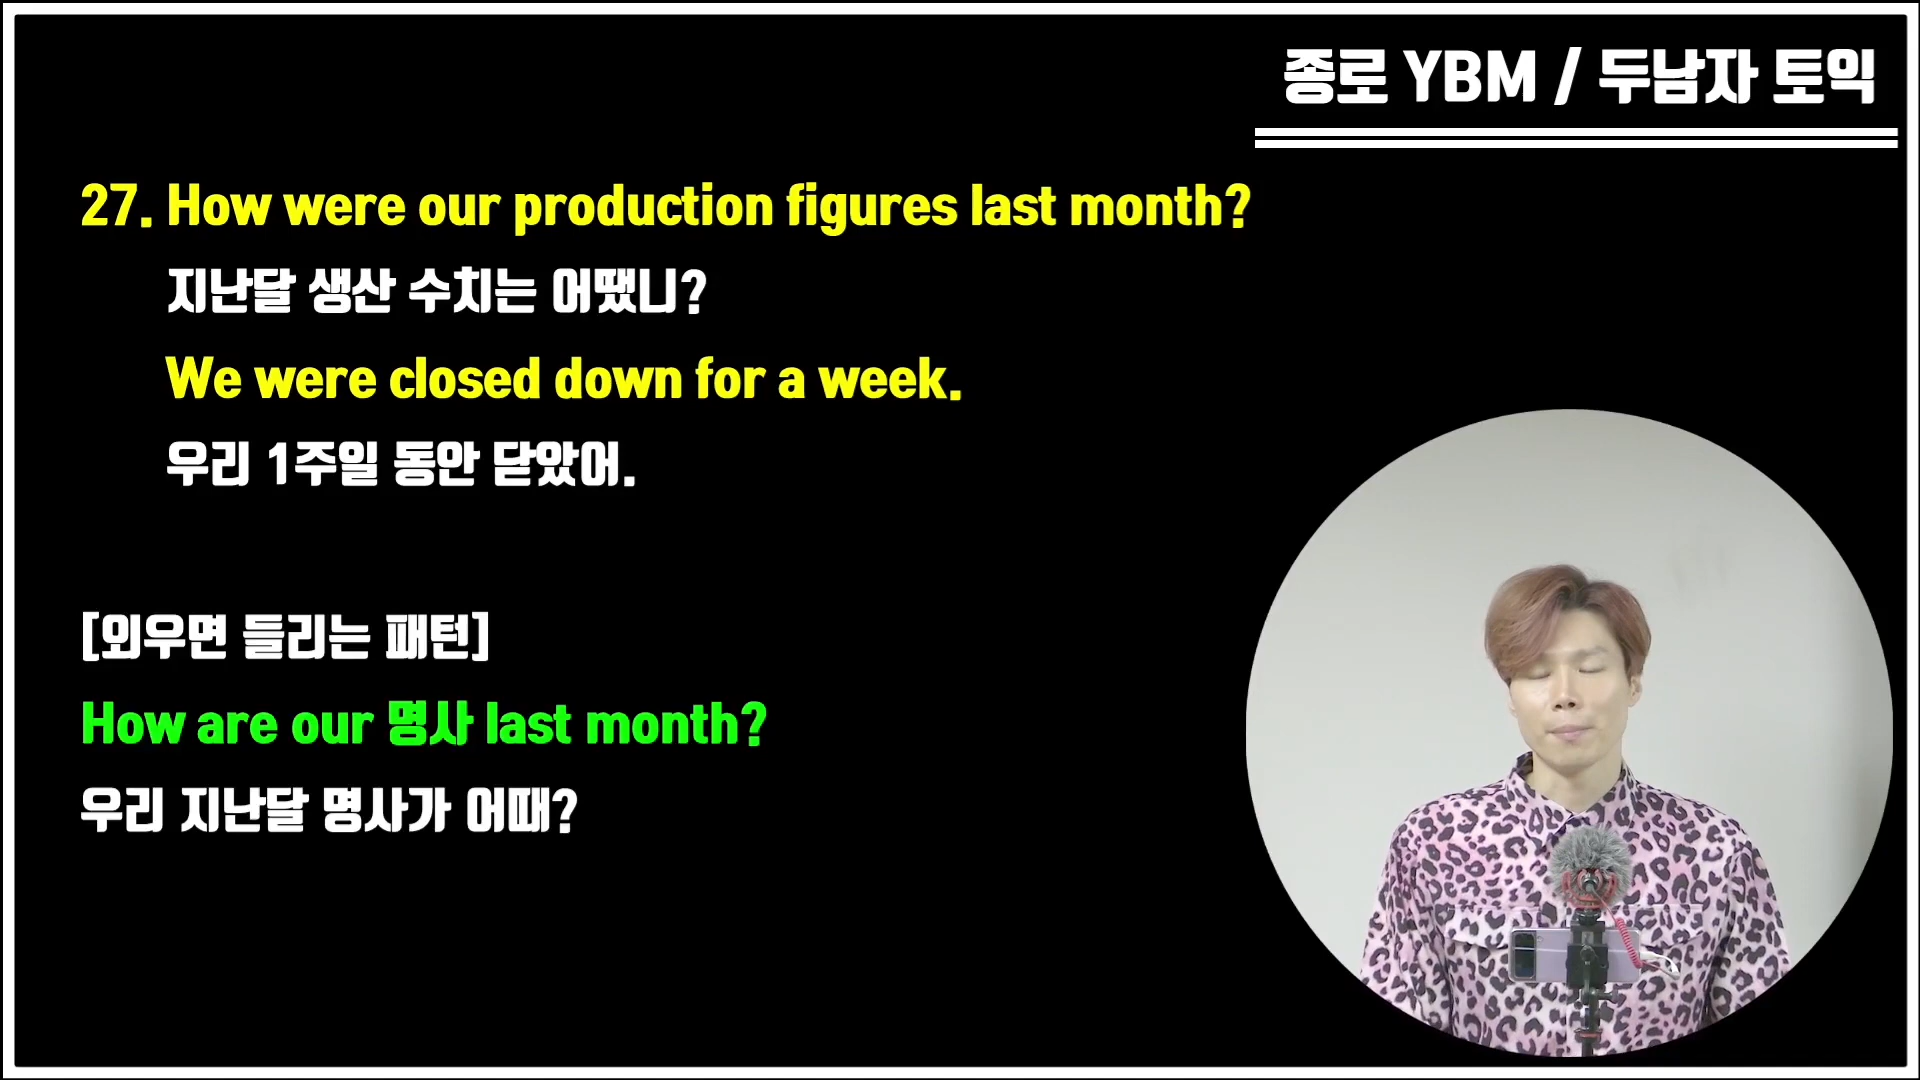 종로 YBM / 두남자 토익
27. How were our production figures last month?
지난달 생산 수치는 어땠니?
We were closed down for a week.
우리 1주일 동안 닫았어.
[외우면 들리는 패턴]
How are our 명사 last month?
우리 지난달 명사가 어때?